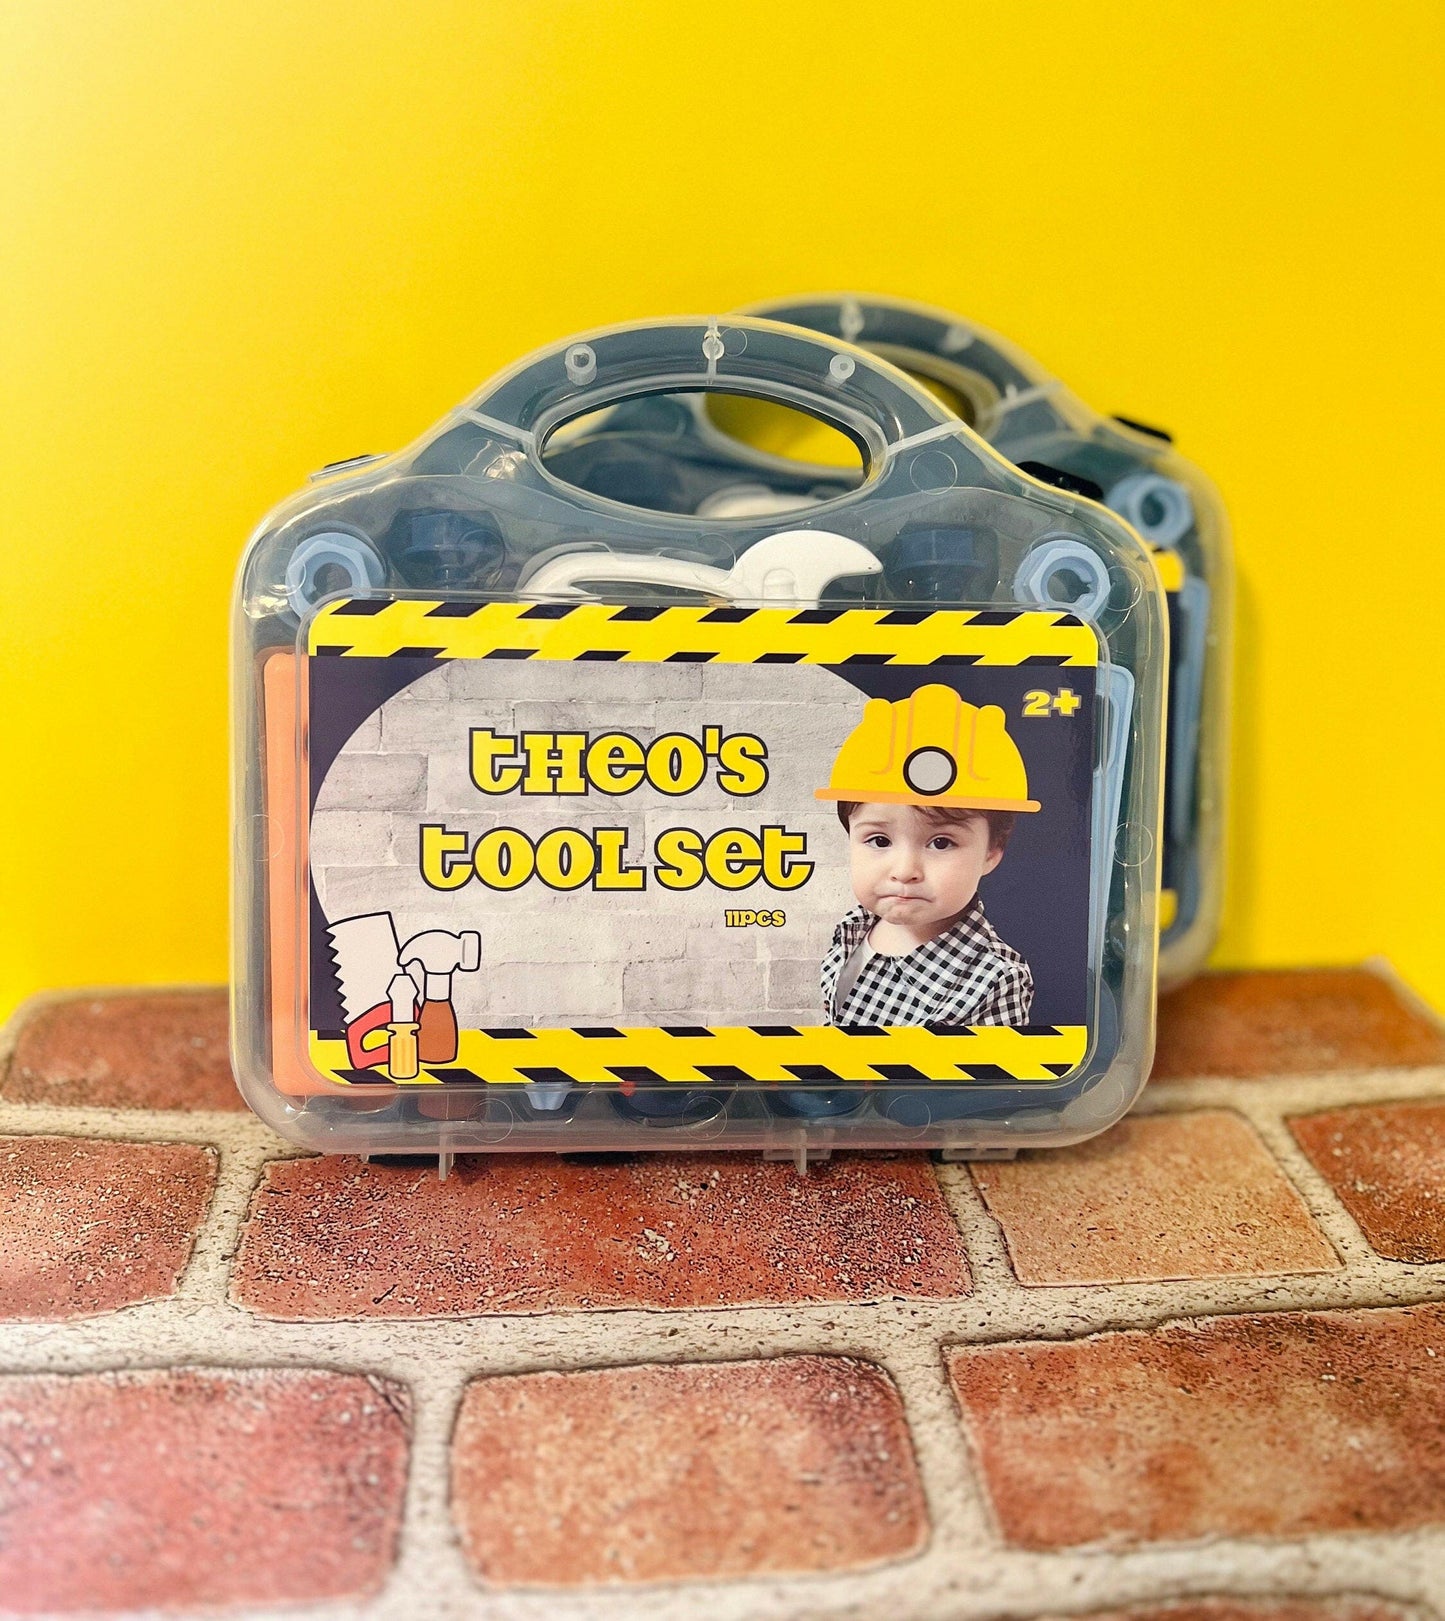 tHeo's
tooL set
11pcs
2+